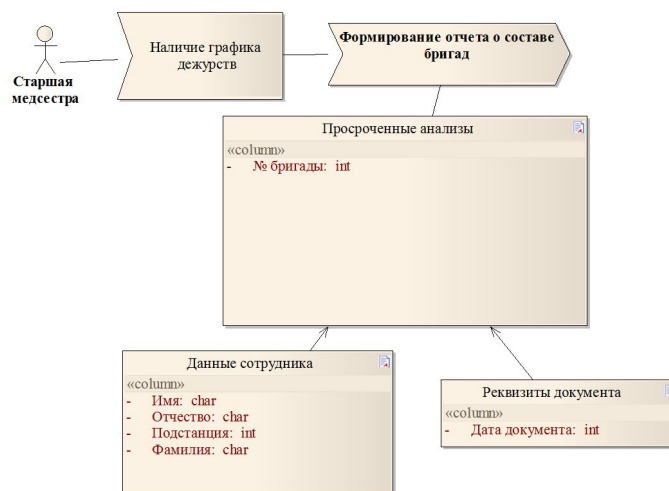 Старшая
медсестра
Наличие графика
дежурств
Формирование отчета о составе
бригад
Просроченные анализы
«column»
- № бригады: int
Данные сотрудника
«column»
- Имя: char
- Отчество: char
- Подстанция: int
- Фамилия: char
Реквизиты документа
«column»
- Дата документа: int